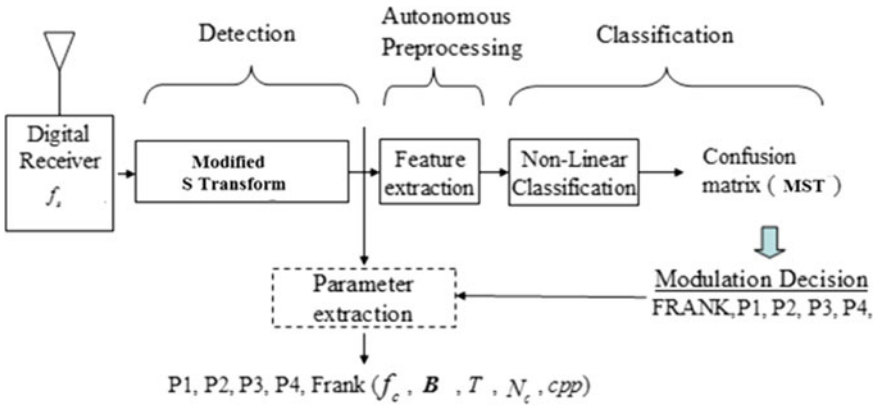 Detection
Autonomous
Preprocessing
Classification
Digital
Receiver
fs
Modified
S Transform
Feature
extraction
Non-Linear
Classification
Confusion
matrix ( MST )
Modulation Decision
FRANK,P1, P2, P3, P4,
Parameter
extraction
P1, P2, P3, P4, Frank (fc , B , T , Nc , cpp)